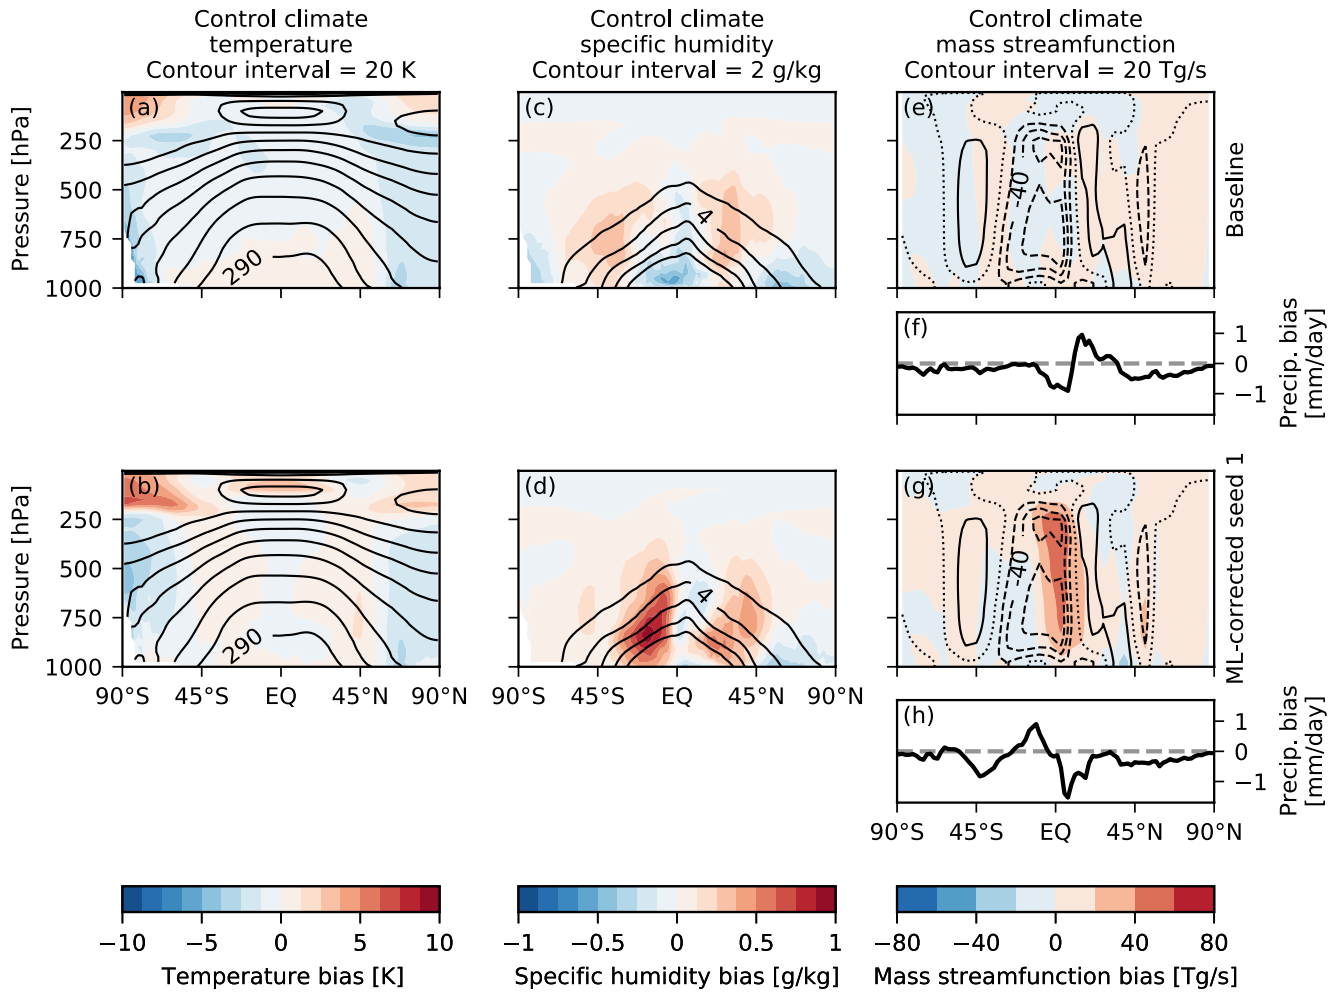 Control climate
temperature
Contour interval = 20 K
Control climate
specific humidity
Contour interval = 2 g/kg
Control climate
mass streamfunction
Contour interval = 20 Tg/s
Pressure [hPa]
250
500
750
1000
(a)
290
90°S
45°S
EQ
45°N
90°N
(c)
4
(e)
-40
Baseline
(f)
1
0
−1
Precip. bias
[mm/day]
Pressure [hPa]
250
500
750
1000
(b)
290
90°S
45°S
EQ
45°N
90°N
(d)
4
90°S
45°S
EQ
45°N
90°N
(g)
-40
ML-corrected seed 1
(h)
1
0
−1
Precip. bias
[mm/day]
90°S
45°S
EQ
45°N
90°N
−10
−5
0
5
10
Temperature bias [K]
−1
−0.5
0
0.5
1
Specific humidity bias [g/kg]
−80
−40
0
40
80
Mass streamfunction bias [Tg/s]